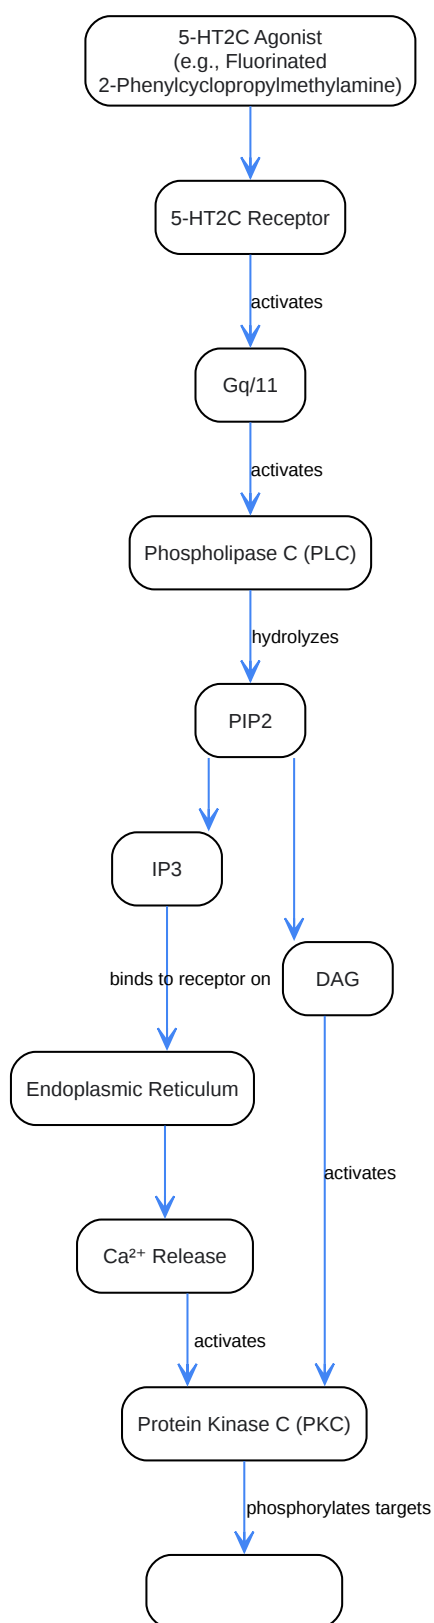 5-HT2C Agonist
(e.g., Fluorinated
2-Phenylcyclopropylmethylamine)
5-HT2C Receptor
activates
Gq/11
activates
Phospholipase C (PLC)
hydrolyzes
PIP2
IP3
binds to receptor on
DAG
Endoplasmic Reticulum
activates
Ca²⁺ Release
activates
Protein Kinase C (PKC)
phosphorylates targets